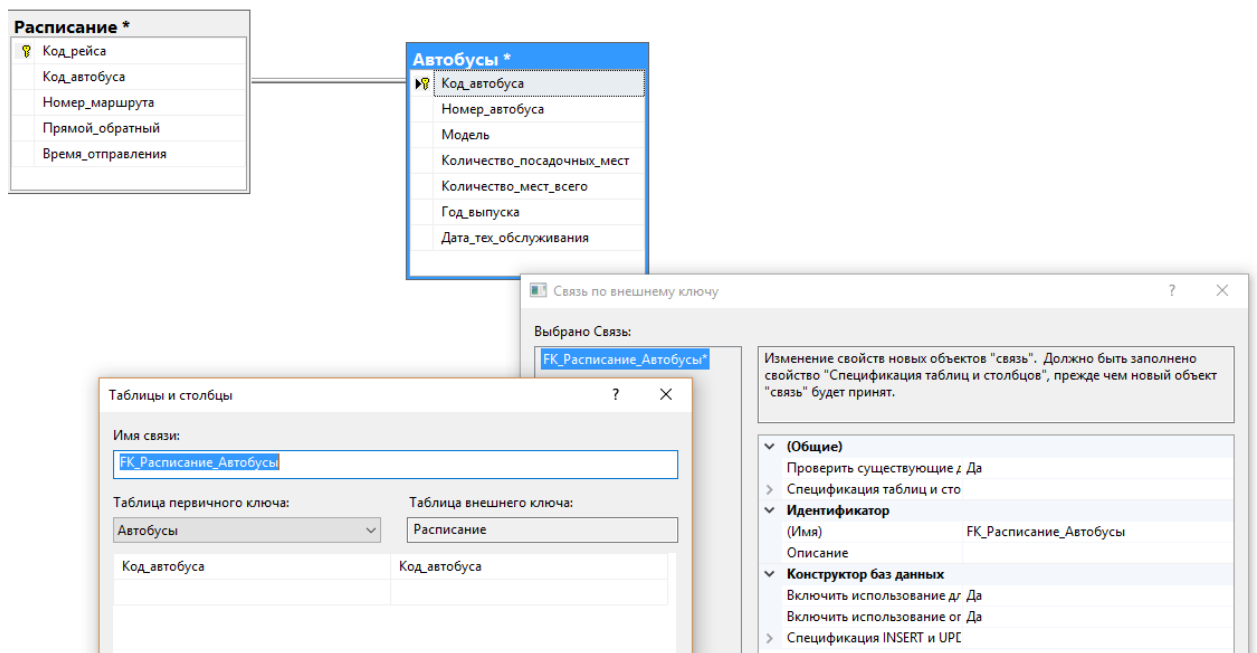 Расписание *
Код_рейса
Код_автобуса
Номер_маршрута
Прямой_обратный
Время_отправления
Автобусы *
Код_автобуса
Номер_автобуса
Модель
Количество_посадочных_мест
Количество_мест_всего
Год_выпуска
Дата_тех_обслуживания
Связь по внешнему ключу
?
Выбрано Связь:
FK_Расписание_Автобусы*
Изменение свойств новых объектов "связь". Должно быть заполнено
свойство "Спецификация таблиц и столбцов", прежде чем новый объект
"связь" будет принят.
(Общие)
Проверить существующие д Да
Спецификация таблиц и сто
Идентификатор
(Имя) FK_Расписание_Автобусы
Описание
Конструктор баз данных
Включить использование дл Да
Включить использование ог Да
Спецификация INSERT и UPD
Таблицы и столбцы
?
Имя связи:
FK_Расписание_Автобусы
Таблица первичного ключа: Таблица внешнего ключа:
Автобусы Расписание
Код_автобуса Код_автобуса